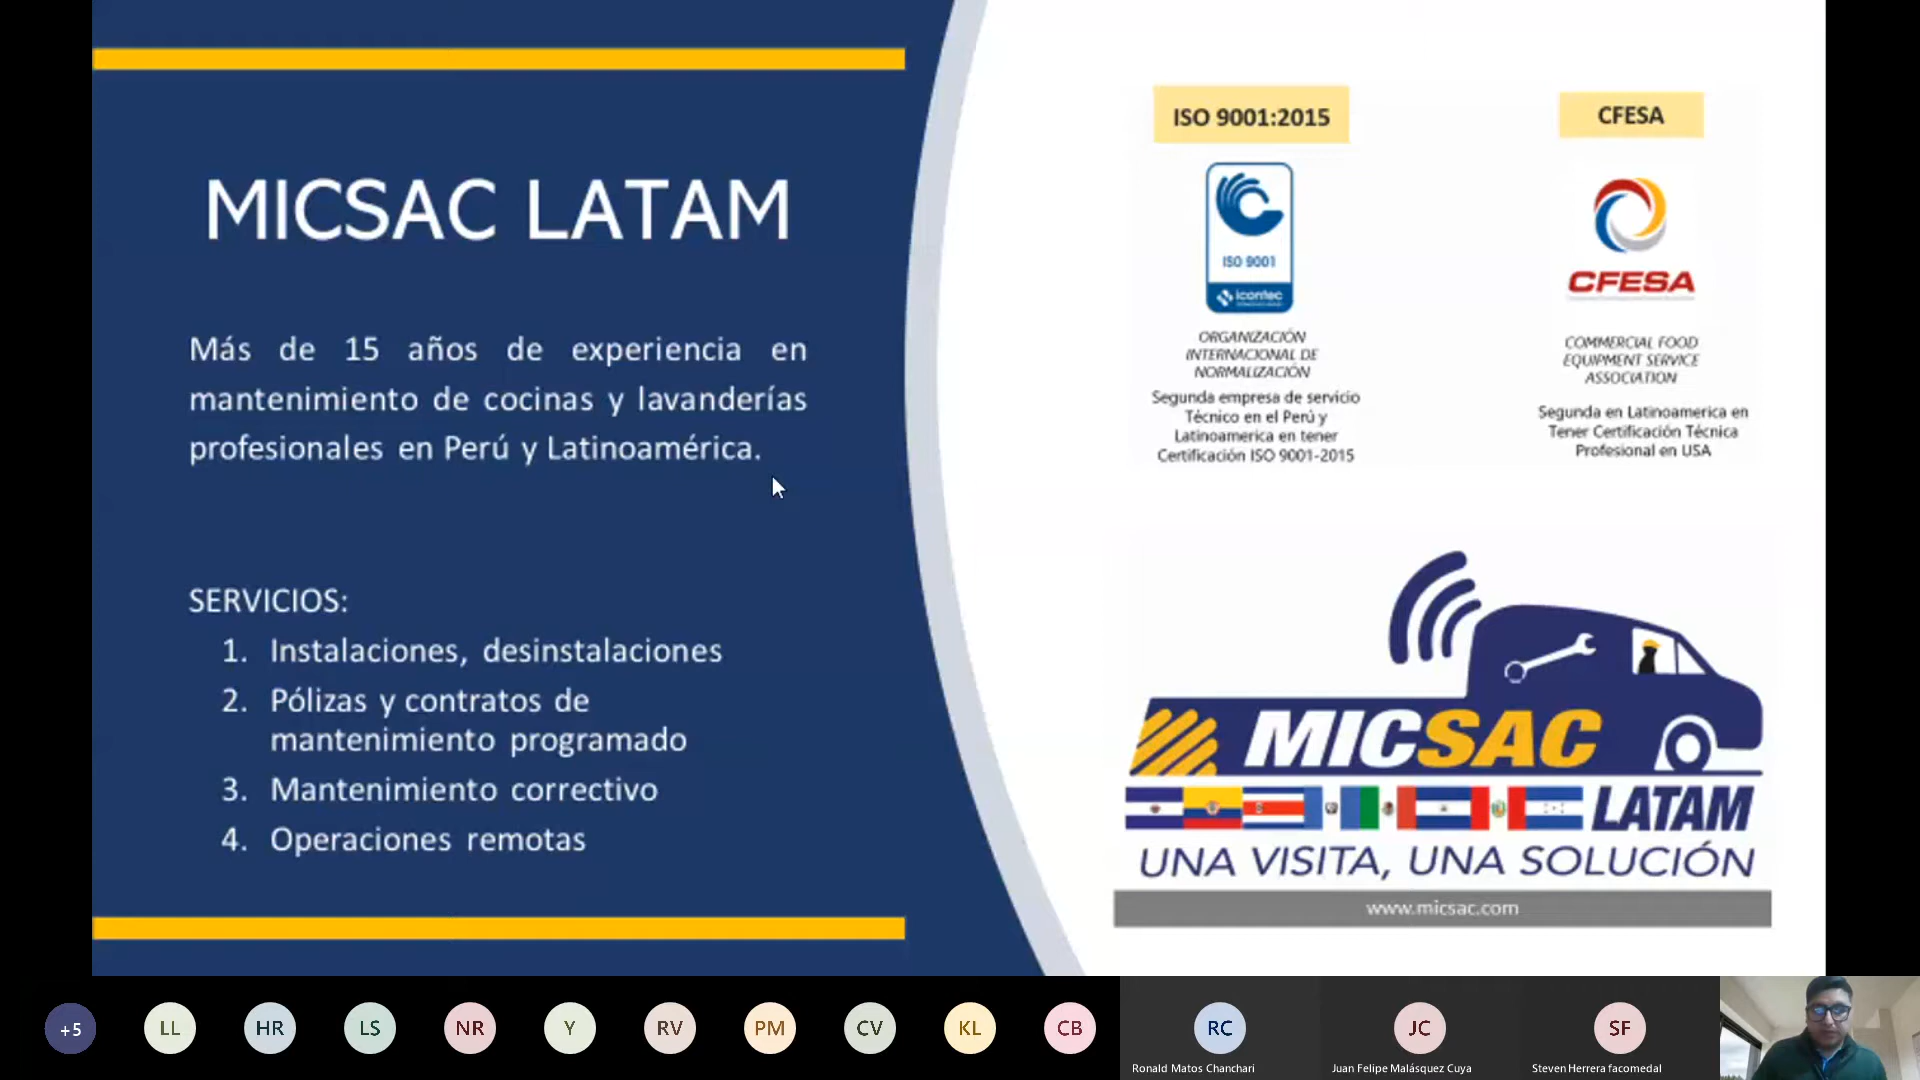 MICSAC LATAM
Más de 15 años de experiencia en
mantenimiento de cocinas y lavanderías
profesionales en Perú y Latinoamérica.
SERVICIOS:
1. Instalaciones, desinstalaciones
2. Pólizas y contratos de
mantenimiento programado
3. Mantenimiento correctivo
4. Operaciones remotas
ISO 9001:2015
ISO 9001
icontec
ORGANIZACIÓN
INTERNACIONAL DE
NORMALIZACIÓN
Segunda empresa de servicio
Técnico en el Perú y
Latinoamerica en tener
Certificación ISO 9001-2015
CFESA
CFESA
COMMERCIAL FOOD
EQUIPMENT SERVICE
ASSOCIATION
Segunda en Latinoamerica en
Tener Certificación Técnica
Profesional en USA
MICSAC
LATAM
UNA VISITA, UNA SOLUCIÓN
www.micsac.com
+5
LL
HR
LS
NR
Y
RV
PM
CV
KL
CB
RC
Ronald Matos Chanchari
JC
Juan Felipe Malásquez Cuya
SF
Steven Herrera facomedal